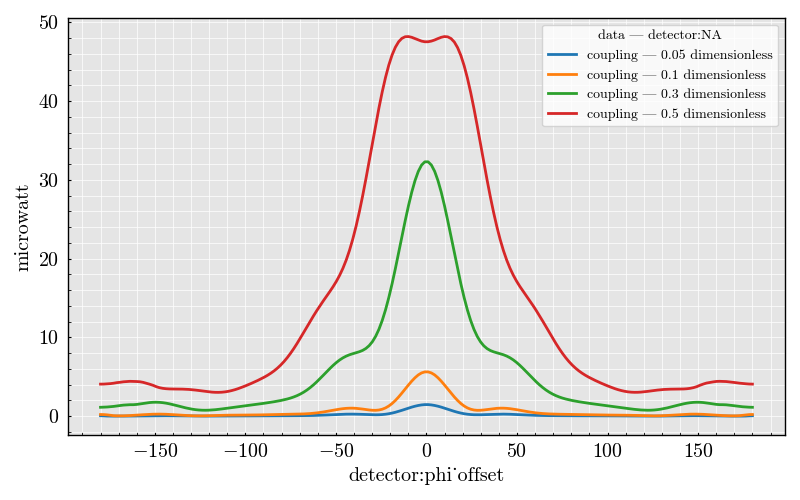 50
40
30
20
10
0
microwatt
−150
−100
−50
0
50
100
150
detector:phi˙offset
data — detector:NA
coupling — 0.05 dimensionless
coupling — 0.1 dimensionless
coupling — 0.3 dimensionless
coupling — 0.5 dimensionless